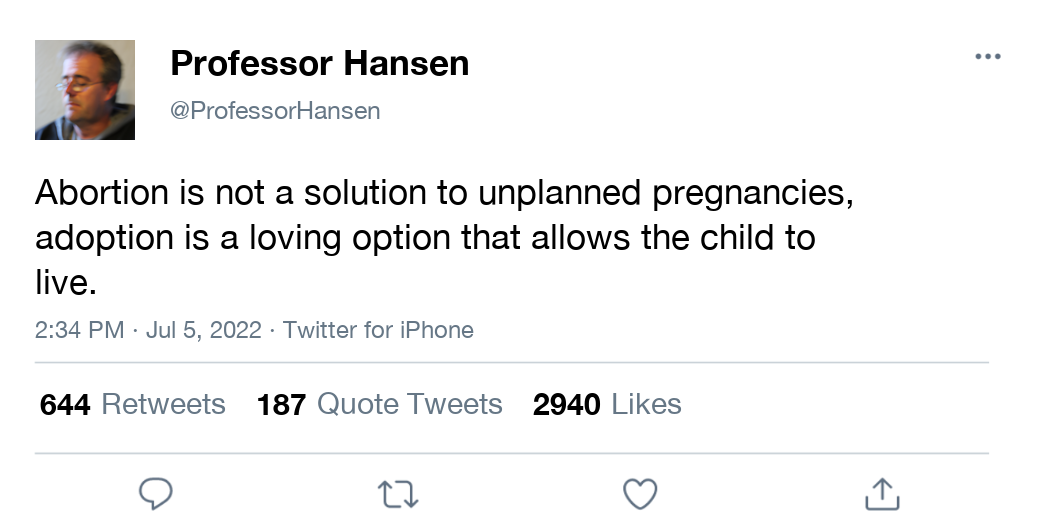 Professor Hansen
@ProfessorHansen
Abortion is not a solution to unplanned pregnancies,
adoption is a loving option that allows the child to
live.
2:34 PM · Jul 5, 2022 · Twitter for iPhone
644 Retweets 187 Quote Tweets 2940 Likes